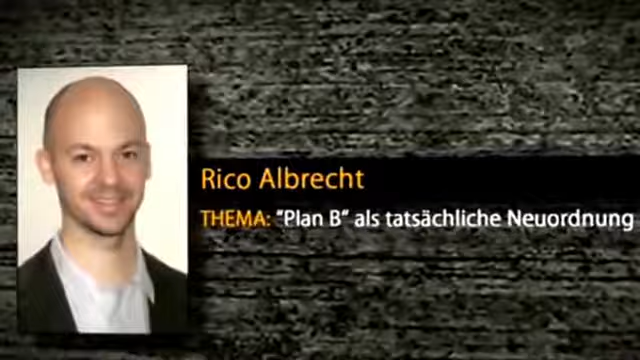 Rico Albrecht
THEMA: "Plan B" als tatsächliche Neuordnung